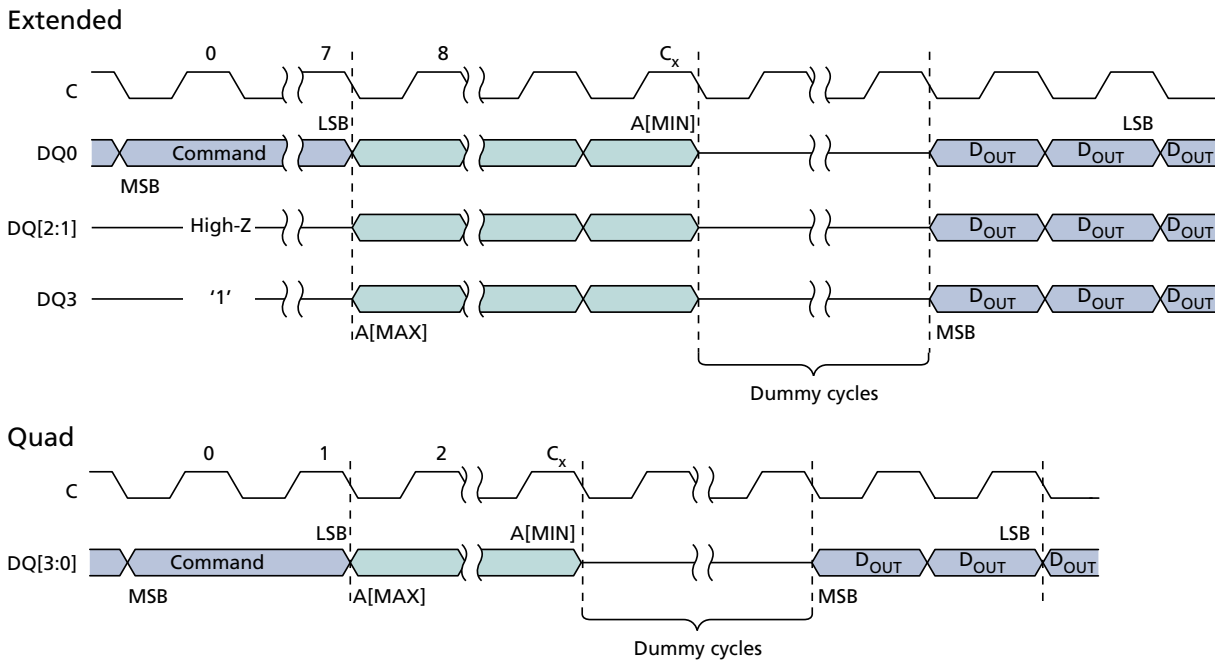 Extended
0 7 8 Cx
C
LSB A[MIN] LSB
DQ0 Command DOUT DOUT DOUT
MSB
DQ[2:1] High-Z DOUT DOUT DOUT
DQ3 ‘1’ DOUT DOUT DOUT
A[MAX] MSB
Dummy cycles
Quad
0 1 2 Cx
C
LSB A[MIN] LSB
DQ[3:0] Command DOUT DOUT DOUT
MSB A[MAX] MSB
Dummy cycles